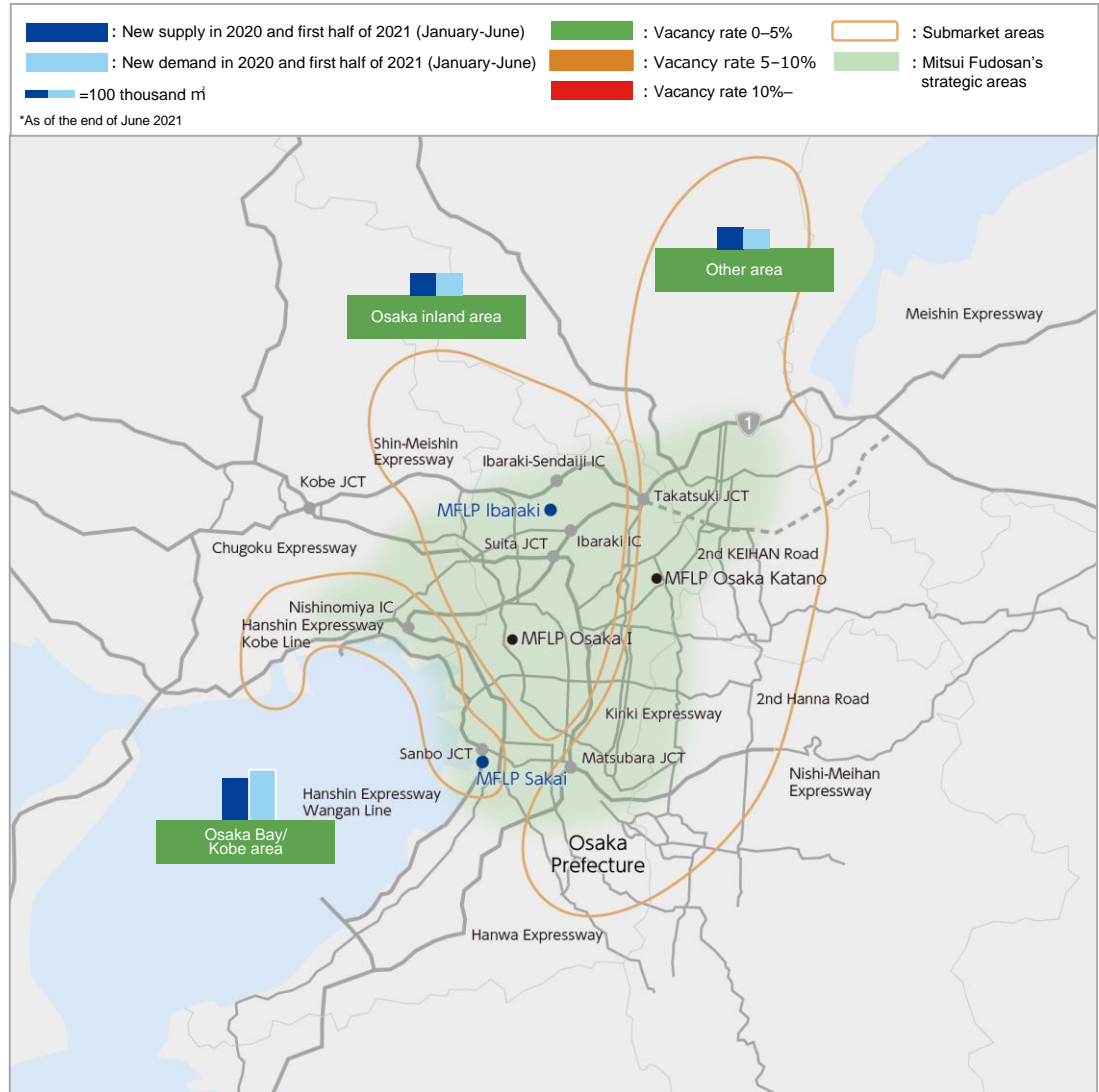 : New supply in 2020 and first half of 2021 (January-June)
: New demand in 2020 and first half of 2021 (January-June)
=100 thousand ㎡
*As of the end of June 2021
: Vacancy rate 0–5%
: Vacancy rate 5–10%
: Vacancy rate 10%–
: Submarket areas
: Mitsui Fudosan's
strategic areas
Other area
Osaka inland area
Meishin Expressway
1
Shin-Meishin
Expressway
Ibaraki-Sendaiji IC
Kobe JCT
Takatsuki JCT
MFLP Ibaraki
Ibaraki IC
Suita JCT
Chugoku Expressway
2nd KEIHAN Road
MFLP Osaka Katano
Nishinomiya IC
Hanshin Expressway
Kobe Line
MFLP Osaka I
2nd Hanna Road
Kinki Expressway
Sanbo JCT
Matsubara JCT
MFLP Sakai
Nishi-Meihan
Expressway
Hanshin Expressway
Wangan Line
Osaka Bay/
Kobe area
Osaka
Prefecture
Hanwa Expressway